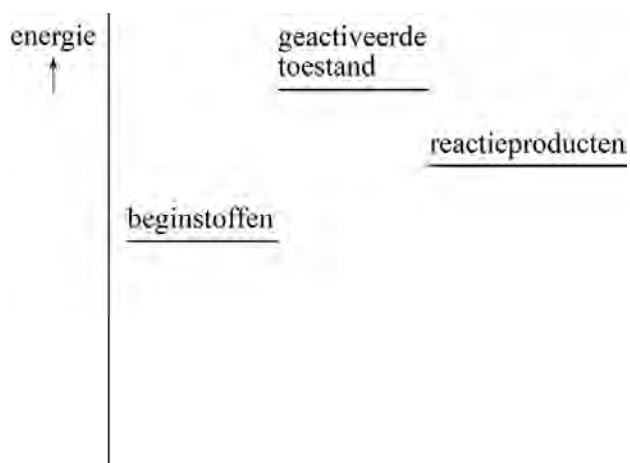 energie
geactiveerde
toestand
reactieproducten
beginstoffen